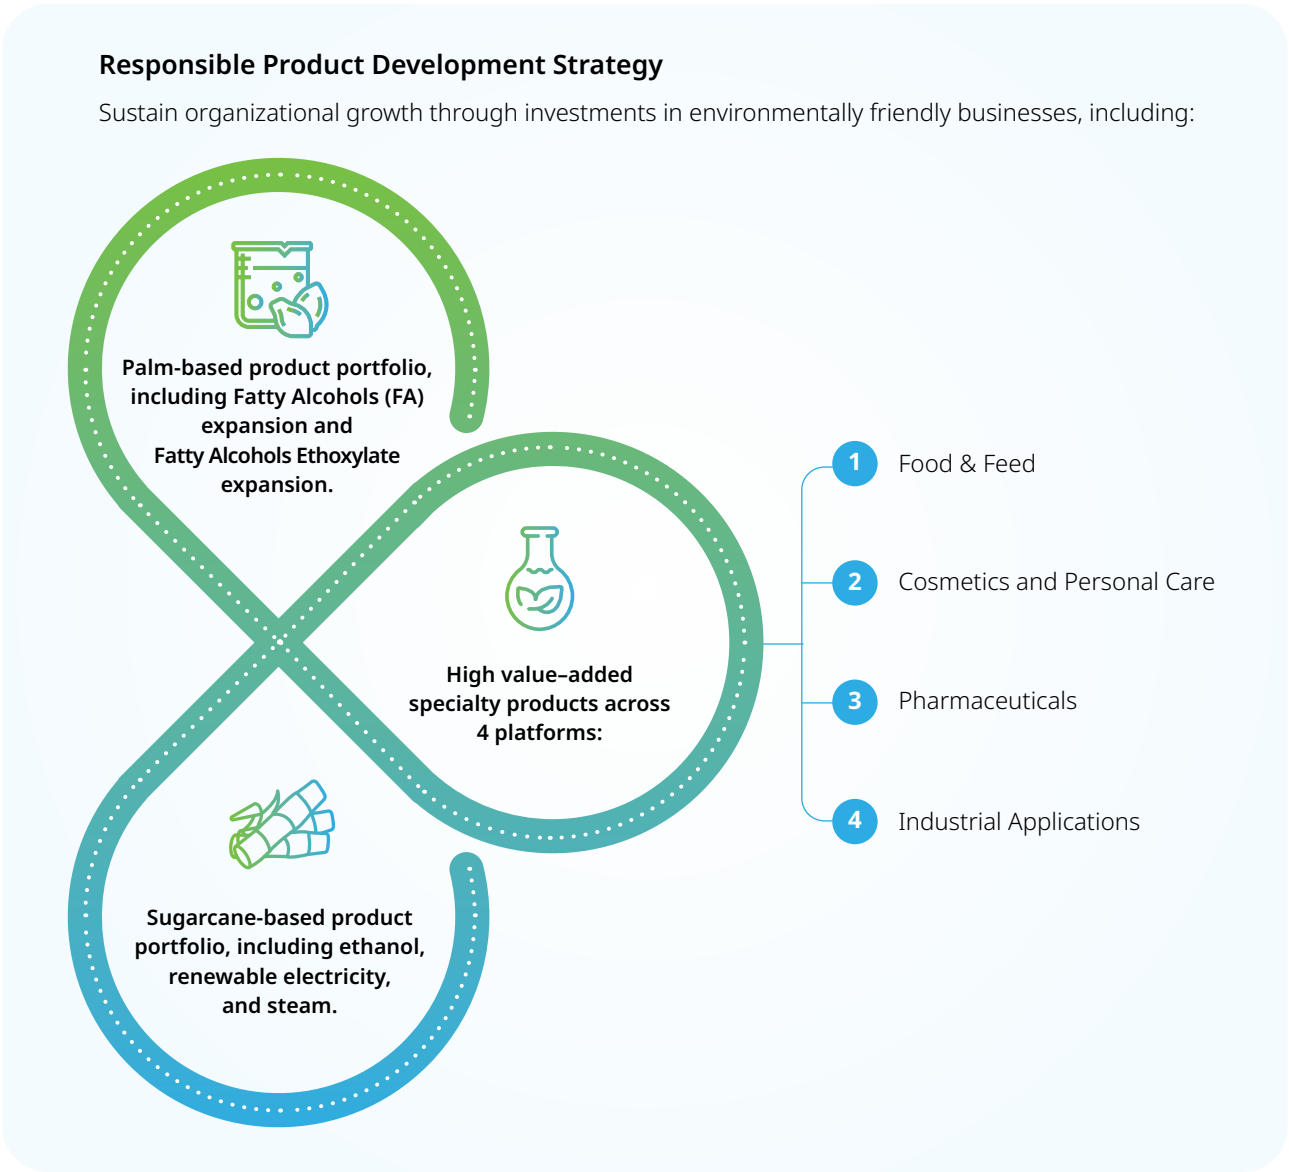 Responsible Product Development Strategy
Sustain organizational growth through investments in environmentally friendly businesses, including:
Palm-based product portfolio,
including Fatty Alcohols (FA)
expansion and
Fatty Alcohols Ethoxylate
expansion.
High value–added
specialty products across
4 platforms:
1 Food & Feed
2 Cosmetics and Personal Care
3 Pharmaceuticals
4 Industrial Applications
Sugarcane-based product
portfolio, including ethanol,
renewable electricity,
and steam.